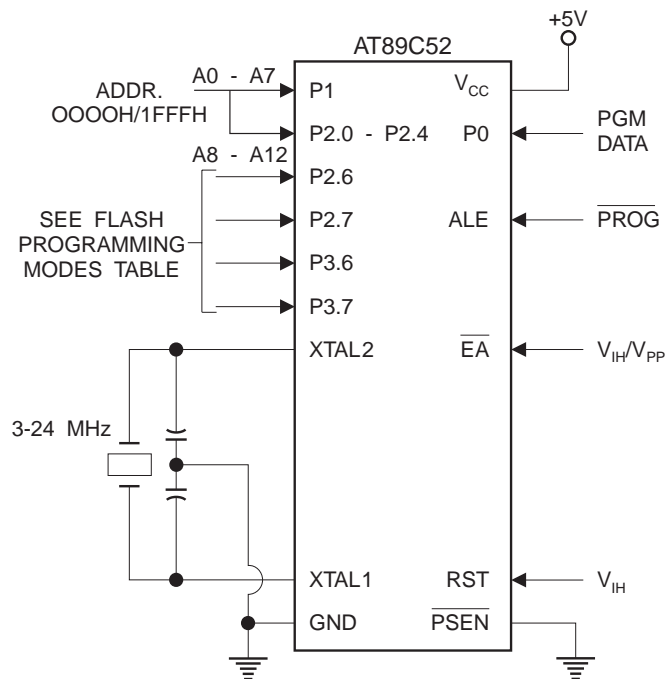 +5V
AT89C52
A0 - A7
ADDR.
OOOOH/1FFFH
P1
VCC
P2.0 - P2.4
P0
PGM
DATA
A8 - A12
P2.6
SEE FLASH
PROGRAMMING
MODES TABLE
P2.7
ALE
PROG
P3.6
P3.7
XTAL2
EA
VIH/VPP
3-24 MHz
XTAL1
RST
VIH
GND
PSEN